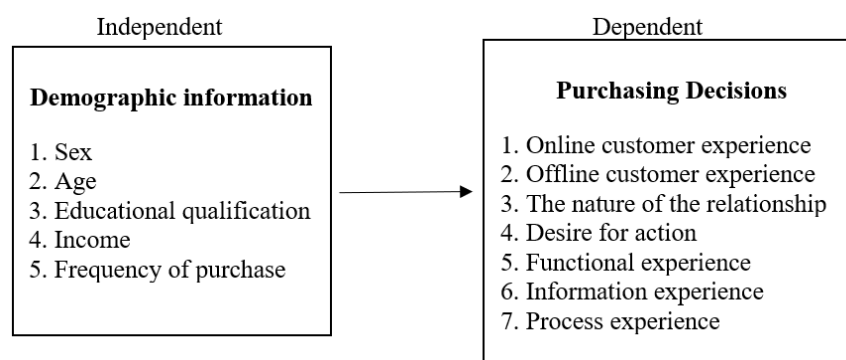 Independent
Demographic information
1. Sex
2. Age
3. Educational qualification
4. Income
5. Frequency of purchase
Dependent
Purchasing Decisions
1. Online customer experience
2. Offline customer experience
3. The nature of the relationship
4. Desire for action
5. Functional experience
6. Information experience
7. Process experience